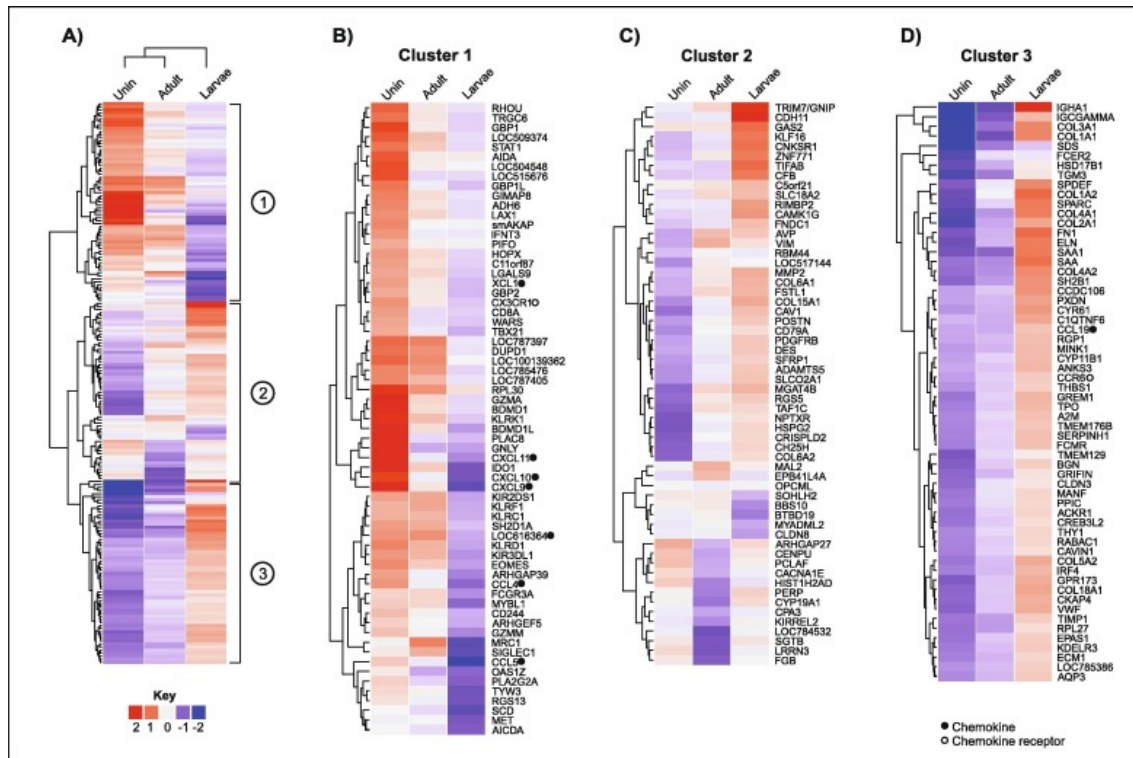 A)
Unin
Adult
Larvae
1
2
3
Key
2 1 0 -1 -2
B)
Cluster 1
Unin
Adult
Larvae
RHOU
TRGC6
GBP1
LOC509374
STAT1
AIDA
LOC504548
LOC515676
GBP1L
GIMAP8
ADH6
LAX1
smAKAP
IFNT3
PIFO
HOPX
C11orf87
LGALS9
XCL1
GBP2
CX3CR1
CD8A
WARS
TBX21
LOC787397
DUPD1
LOC100139362
LOC785476
LOC787405
RPL30
GZMA
BDMD1
KLRK1
BDMD1L
PLAC8
GNLY
CXCL11
IDO1
CXCL10
CXCL9
KIR2DS1
KLRF1
KLRC1
SH2D1A
LOC616364
KLRD1
KIR3DL1
EOMES
ARHGAP39
CCL4
FCGR3A
MYBL1
CD244
ARHGEF5
GZMM
MRC1
SIGLEC1
CCL5
OAS1Z
PLA2G2A
TYW3
RGS13
SCD
MET
AICDA
C)
Cluster 2
Unin
Adult
Larvae
TRIM7/GNIP
CDH11
GAS2
KLF16
CNKSR1
ZNF771
TIFAB
CFB
C5orf21
SLC18A2
RIMBP2
CAMK1G
FNDC1
AVP
VIM
RBM44
LOC517144
MMP2
COL6A1
FSTL1
COL15A1
CAV1
POSTN
CD79A
PDGFRB
DES
SFRP1
ADAMTS5
SLCO2A1
MGAT4B
RGS5
TAF1C
NPTXR
HSPG2
CRISPLD2
CH25H
COL6A2
MAL2
EPB41L4A
OPCML
SOHLH2
BBS10
BTBD19
MYADML2
CLDN8
ARHGAP27
CENPU
PCLAF
CACNA1E
HIST1H2AD
PERP
CYP19A1
CPA3
KIRREL2
LOC784532
SGTB
LRRN3
FGB
D)
Cluster 3
Unin
Adult
Larvae
IGHA1
IGCGAMMA
COL3A1
COL1A1
SDS
FCER2
HSD17B1
TGM3
SPDEF
COL1A2
SPARC
COL4A1
COL2A1
FN1
ELN
SAA1
SAA
COL4A2
SH2B1
CCDC106
PXDN
CYR61
C1QTNF6
CCL19
RGP1
MINK1
CYP11B1
ANKS3
CCR6
THBS1
GREM1
TPO
A2M
TMEM176B
SERPINH1
FCMR
TMEM129
BGN
GRIFIN
CLDN3
MANF
PPIC
ACKR1
CREB3L2
THY1
RABAC1
CAVIN1
COL5A2
IRF4
GPR173
COL18A1
CKAP4
VWF
TIMP1
RPL27
EPAS1
KDELR3
ECM1
LOC785386
AQP3
Chemokine
Chemokine receptor